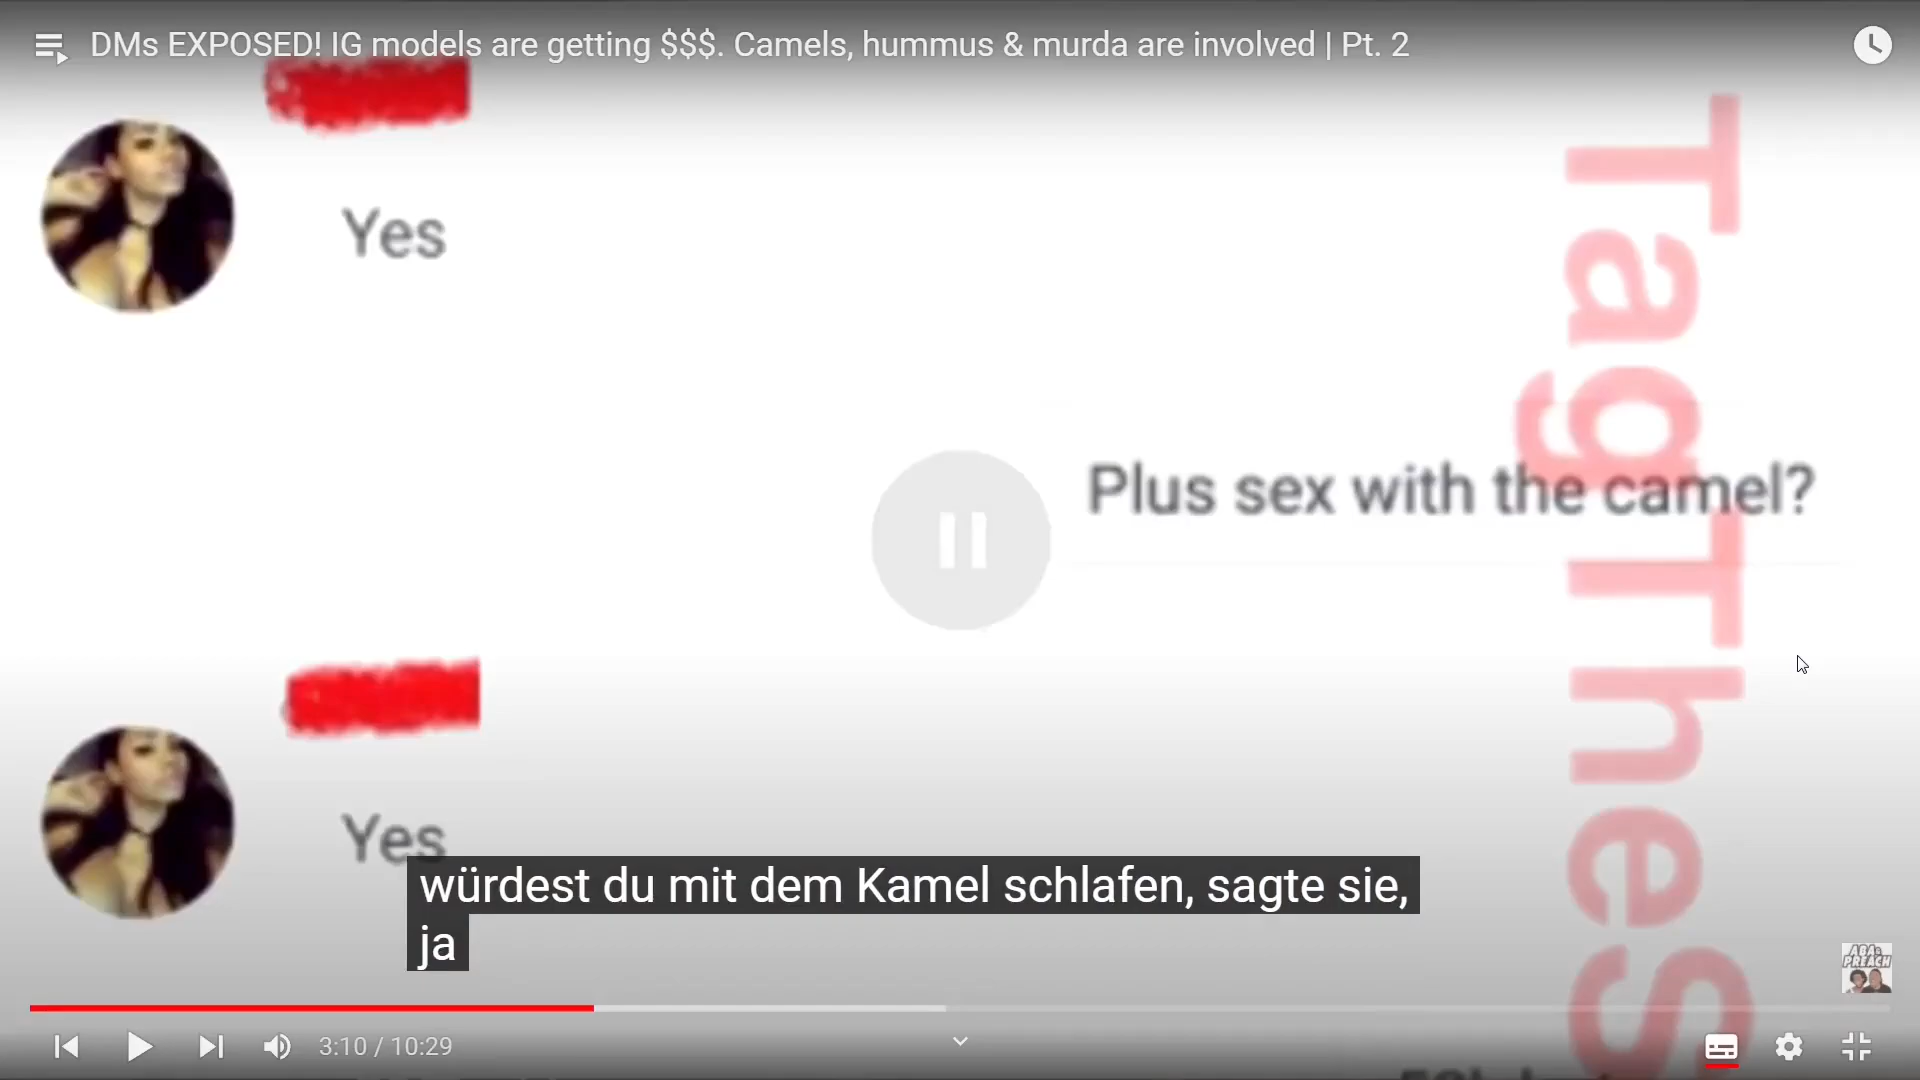 DMs EXPOSED! IG models are getting $$$. Camels, hummus & murda are involved | Pt. 2
Yes
Plus sex with the camel?
TagTheS
Yes
würdest du mit dem Kamel schlafen, sagte sie,
ja
ABA&
PREACH
3:10 / 10:29